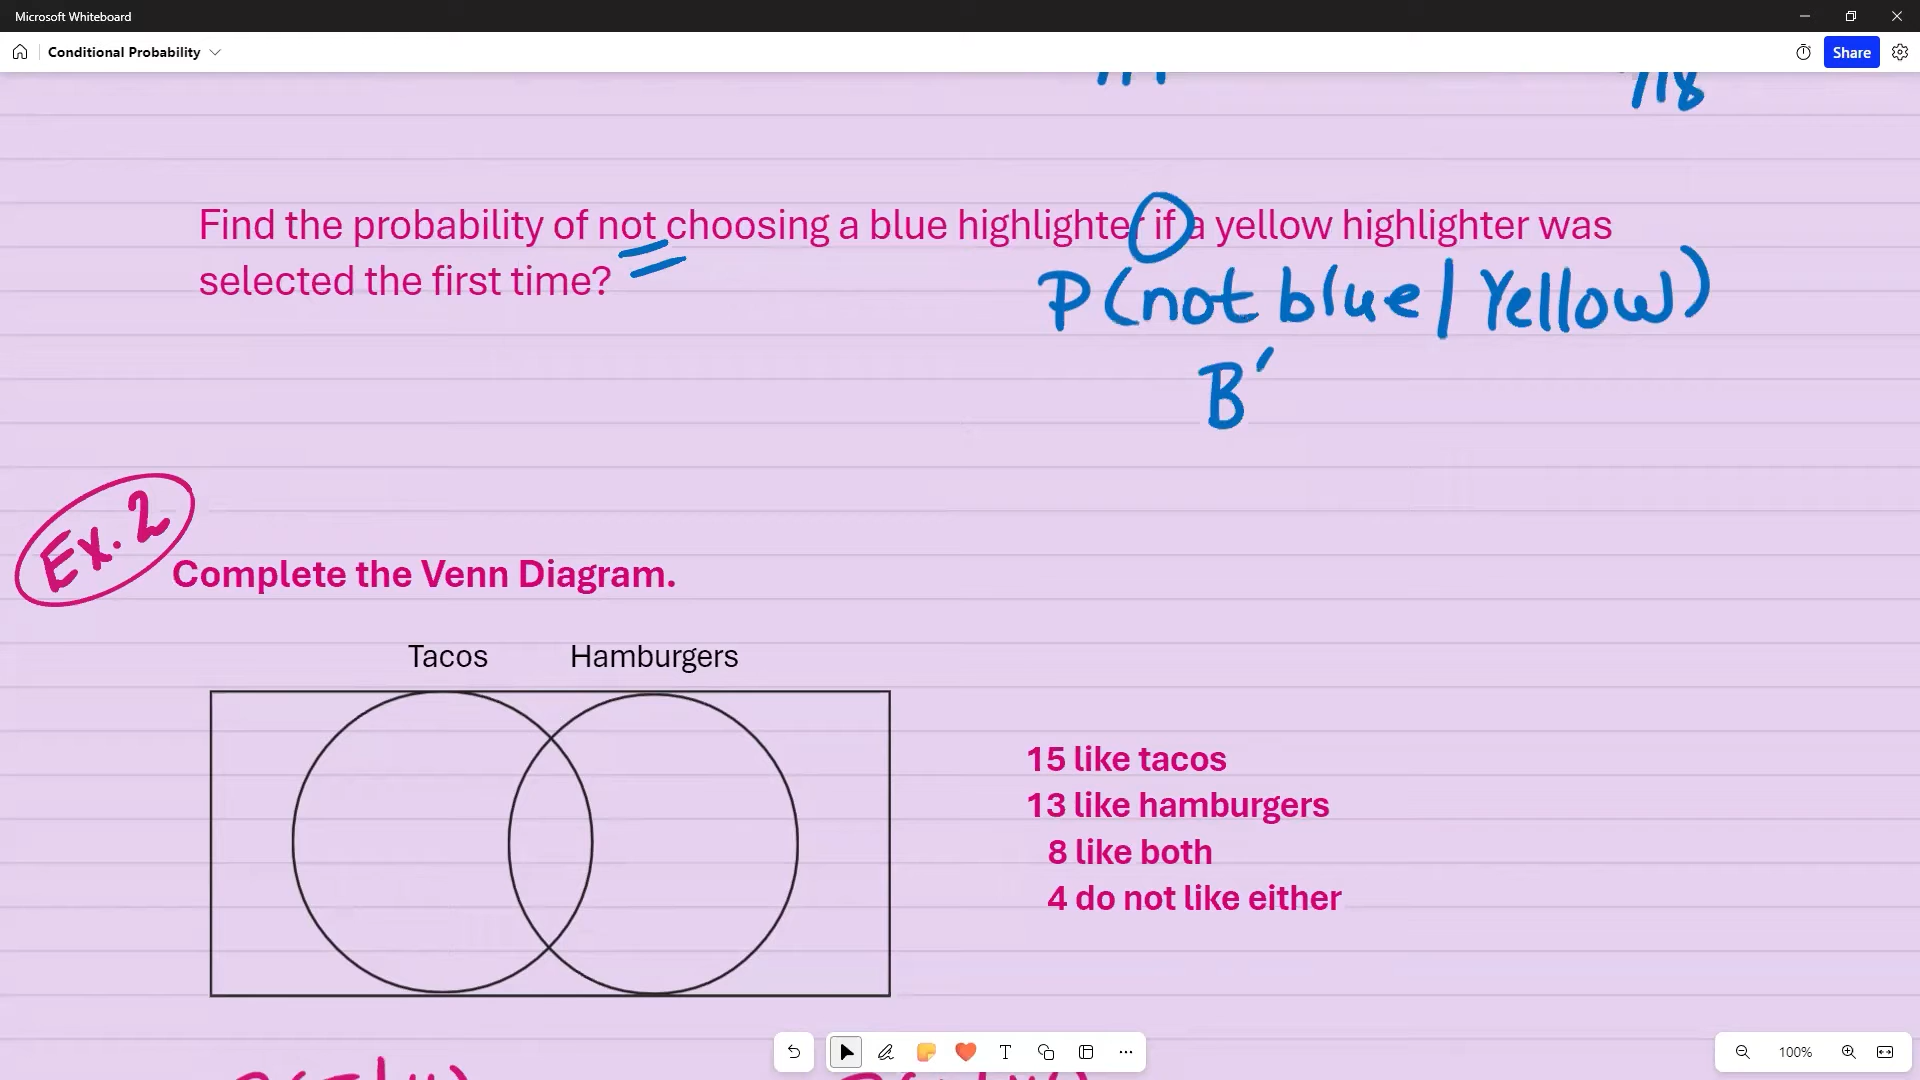 Microsoft Whiteboard
Conditional Probability
Share
Find the probability of not choosing a blue highlighter if a yellow highlighter was
selected the first time?
P(not blue/Yellow)
B'
Ex. 2
Complete the Venn Diagram.
Tacos Hamburgers
15 like tacos
13 like hamburgers
8 like both
4 do not like either
100%